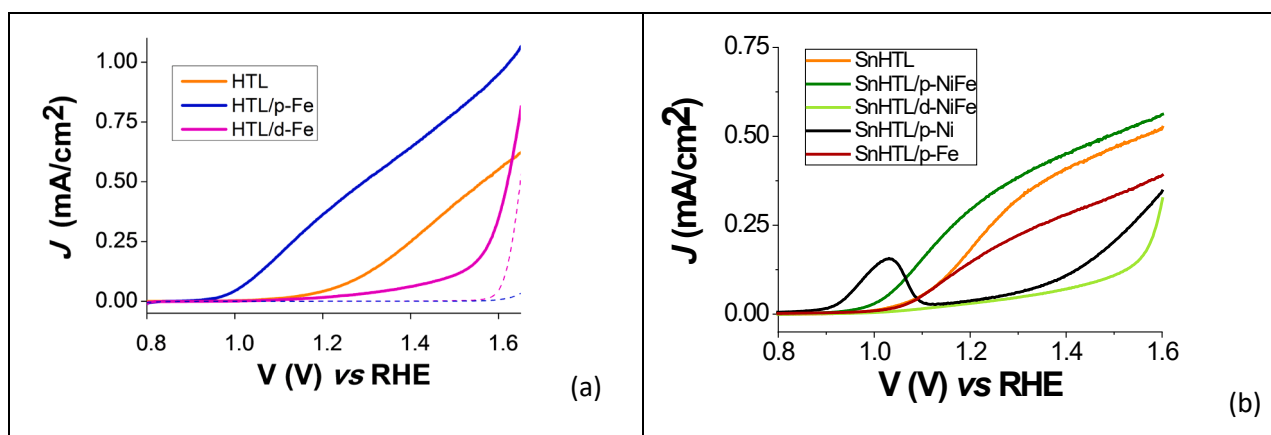 1.00
0.75
0.50
0.25
0.00
J (mA/cm²)
HTL
HTL/p-Fe
HTL/d-Fe
0.8 1.0 1.2 1.4 1.6
V (V) vs RHE
(a)
0.75
0.50
0.25
0.00
J (mA/cm²)
SnHTL
SnHTL/p-NiFe
SnHTL/d-NiFe
SnHTL/p-Ni
SnHTL/p-Fe
0.8 1.0 1.2 1.4 1.6
V (V) vs RHE
(b)